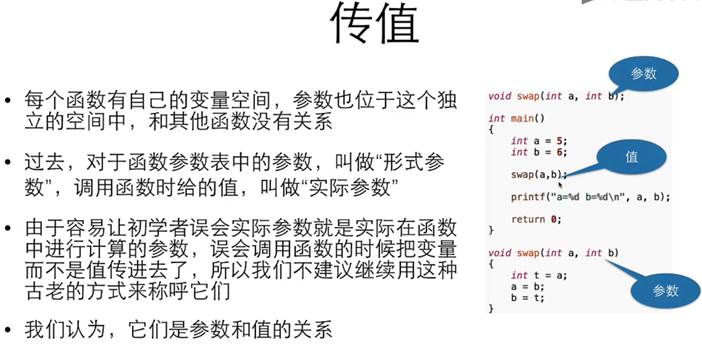 传值
• 每个函数有自己的变量空间，参数也位于这个独
立的空间中，和其他函数没有关系
• 过去，对于函数参数表中的参数，叫做“形式参
数”，调用函数时给的值，叫做“实际参数”
• 由于容易让初学者误会实际参数就是实际在函数
中进行计算的参数，误会调用函数的时候把变量
而不是值传进去了，所以我们不建议继续用这种
古老的方式来称呼它们
• 我们认为，它们是参数和值的关系
参数
void swap(int a, int b);
int main()
{
int a = 5;
int b = 6;
值
swap(a,b);
printf("a=%d b=%d\n", a, b);
return 0;
}
void swap(int a, int b)
{
int t = a;
a = b;
b = t;
}
参数